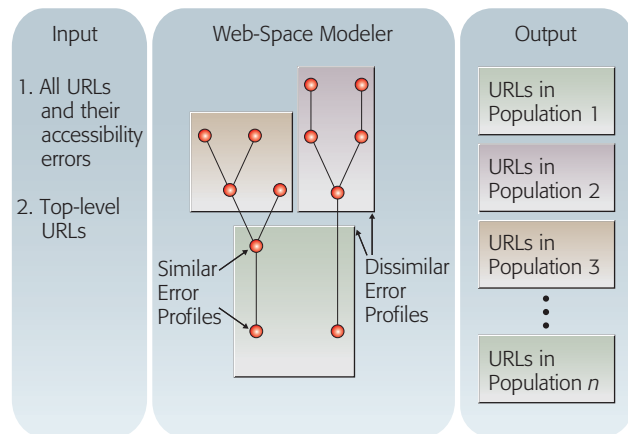 Input
1. All URLs
and their
accessibility
errors
2. Top-level
URLs
Web-Space Modeler
Similar
Error
Profiles
Dissimilar
Error
Profiles
Output
URLs in
Population 1
URLs in
Population 2
URLs in
Population 3
URLs in
Population n